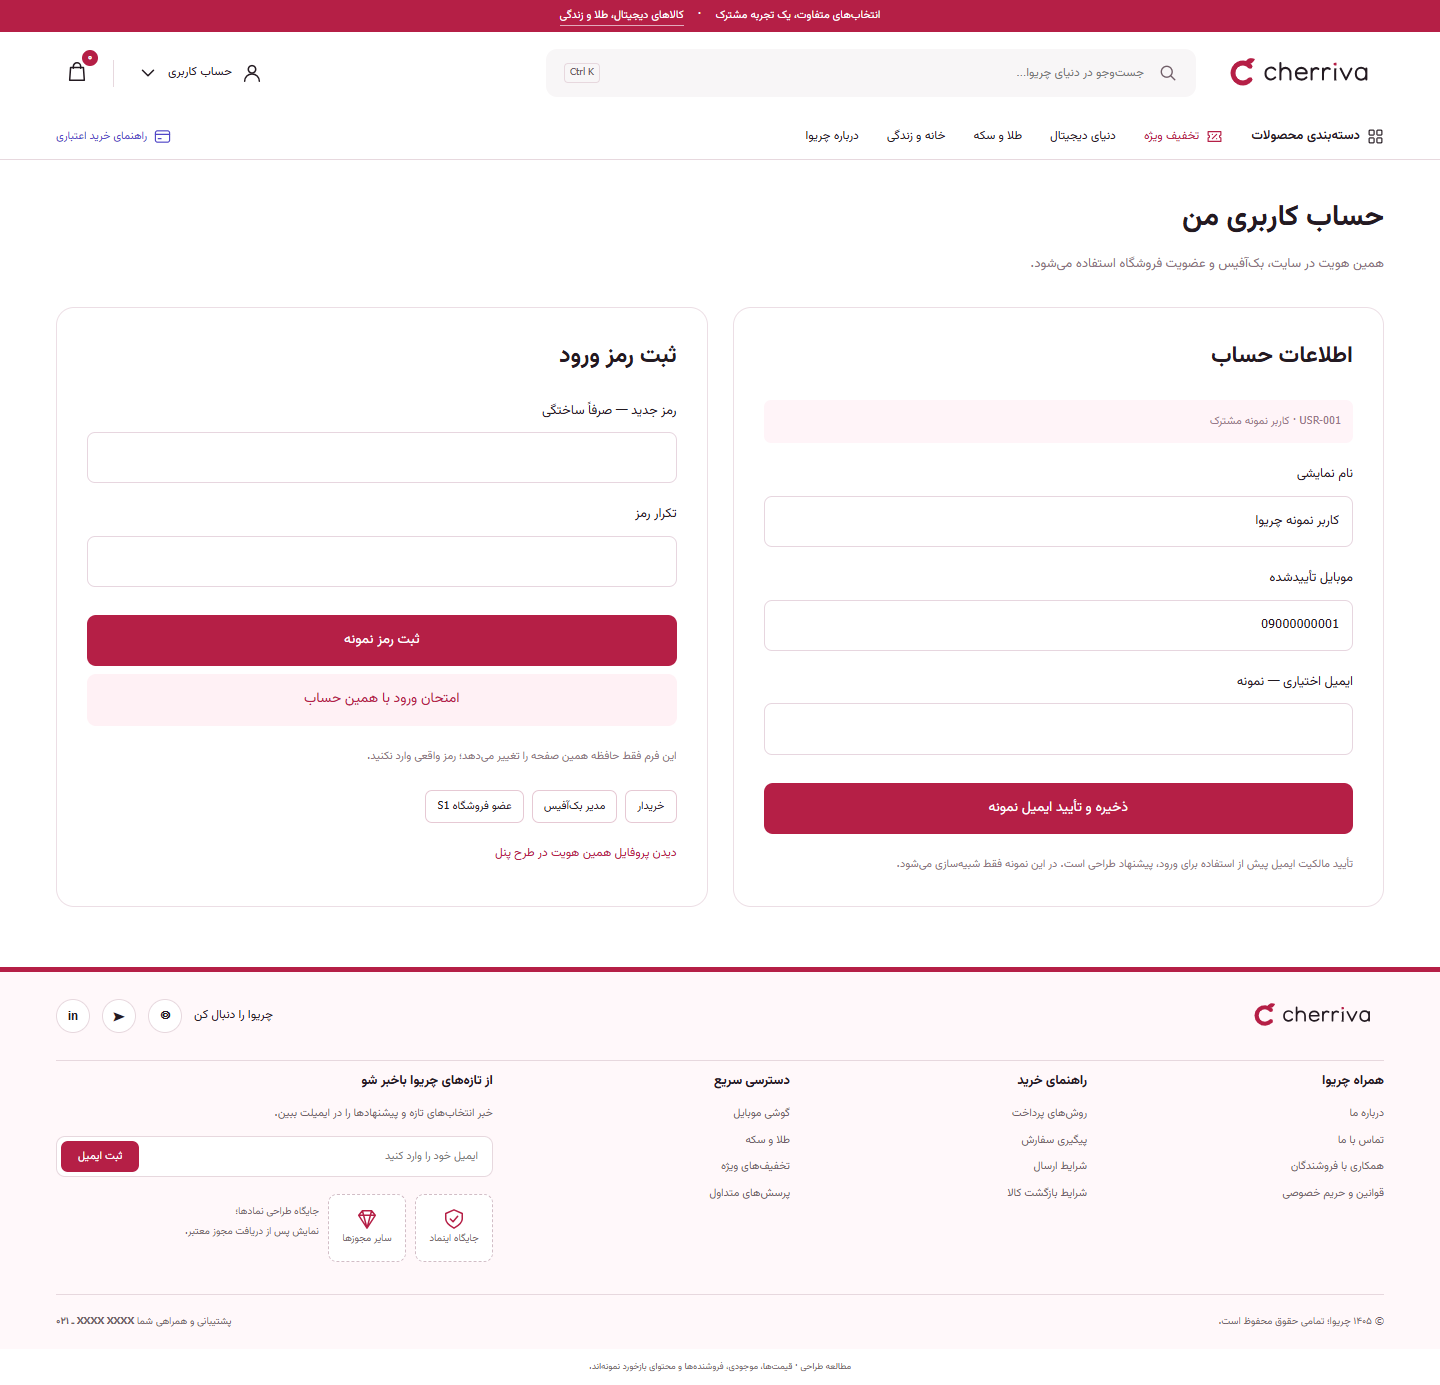 انتخاب‌های متفاوت، یک تجربه مشترک • کالاهای دیجیتال، طلا و زندگی
cherriva
جست‌وجو در دنیای چریوا...
Ctrl K
حساب کاربری
۰
دسته‌بندی محصولات
تخفیف ویژه
دنیای دیجیتال
طلا و سکه
خانه و زندگی
درباره چریوا
راهنمای خرید اعتباری
حساب کاربری من
همین هویت در سایت، بک‌آفیس و عضویت فروشگاه استفاده می‌شود.
اطلاعات حساب
USR-001 · کاربر نمونه مشترک
نام نمایشی
کاربر نمونه چریوا
موبایل تأییدشده
09000000001
ایمیل اختیاری — نمونه
ذخیره و تأیید ایمیل نمونه
تأیید مالکیت ایمیل پیش از استفاده برای ورود، پیشنهاد طراحی است. در این نمونه فقط شبیه‌سازی می‌شود.
ثبت رمز ورود
رمز جدید — صرفاً ساختگی
تکرار رمز
ثبت رمز نمونه
امتحان ورود با همین حساب
این فرم فقط حافظه همین صفحه را تغییر می‌دهد؛ رمز واقعی وارد نکنید.
خریدار
مدیر بک‌آفیس
عضو فروشگاه S1
دیدن پروفایل همین هویت در طرح پنل
cherriva
چریوا را دنبال کن
in
همراه چریوا
درباره ما
تماس با ما
همکاری با فروشندگان
قوانین و حریم خصوصی
راهنمای خرید
روش‌های پرداخت
پیگیری سفارش
شرایط ارسال
شرایط بازگشت کالا
دسترسی سریع
گوشی موبایل
طلا و سکه
تخفیف‌های ویژه
پرسش‌های متداول
از تازه‌های چریوا باخبر شو
خبر انتخاب‌های تازه و پیشنهادها را در ایمیلت ببین.
ایمیل خود را وارد کنید
ثبت ایمیل
جایگاه اینماد
سایر مجوزها
جایگاه طراحی نمادها؛
نمایش پس از دریافت مجوز معتبر.
© ۱۴۰۵ چریوا؛ تمامی حقوق محفوظ است.
پشتیبانی و همراهی شما ۰۲۱ ـ XXXX XXXX
مطالعه طراحی · قیمت‌ها، موجودی، فروشنده‌ها و محتوای بازخورد نمونه‌اند.